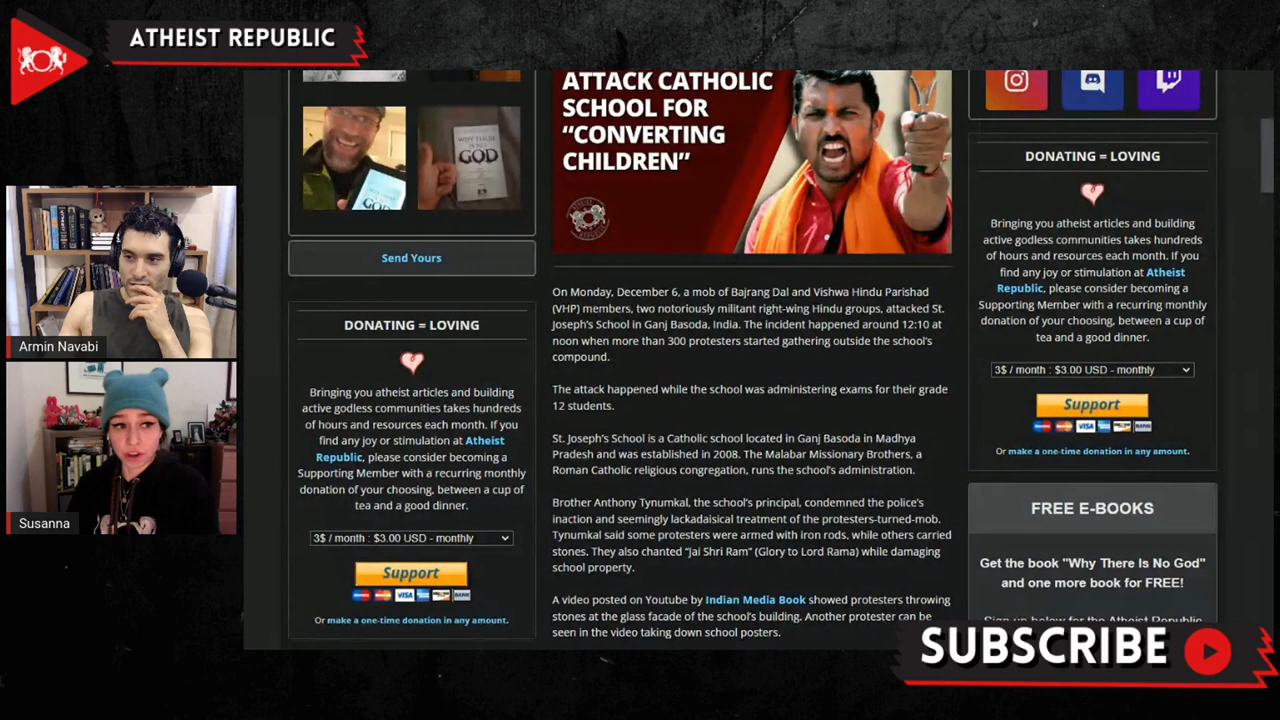 ATHEIST REPUBLIC
Armin Navabi
Susanna
WHY THERE
IS NO
GOD
GOD
Send Yours
DONATING = LOVING
Bringing you atheist articles and building
active godless communities takes hundreds
of hours and resources each month. If you
find any joy or stimulation at Atheist
Republic, please consider becoming a
Supporting Member with a recurring monthly
donation of your choosing, between a cup of
tea and a good dinner.
3$ / month : $3.00 USD - monthly
Support
VISA
BANK
Or make a one-time donation in any amount.
ATTACK CATHOLIC
SCHOOL FOR
“CONVERTING
CHILDREN”
On Monday, December 6, a mob of Bajrang Dal and Vishwa Hindu Parishad
(VHP) members, two notoriously militant right-wing Hindu groups, attacked St.
Joseph's School in Ganj Basoda, India. The incident happened around 12:10 at
noon when more than 300 protesters started gathering outside the school's
compound.
The attack happened while the school was administering exams for their grade
12 students.
St. Joseph's School is a Catholic school located in Ganj Basoda in Madhya
Pradesh and was established in 2008. The Malabar Missionary Brothers, a
Roman Catholic religious congregation, runs the school's administration.
Brother Anthony Tynumkal, the school's principal, condemned the police's
inaction and seemingly lackadaisical treatment of the protesters-turned-mob.
Tynumkal said some protesters were armed with iron rods, while others carried
stones. They also chanted “Jai Shri Ram” (Glory to Lord Rama) while damaging
school property.
A video posted on Youtube by Indian Media Book showed protesters throwing
stones at the glass facade of the school's building. Another protester can be
seen in the video taking down school posters.
DONATING = LOVING
Bringing you atheist articles and building
active godless communities takes hundreds
of hours and resources each month. If you
find any joy or stimulation at Atheist
Republic, please consider becoming a
Supporting Member with a recurring monthly
donation of your choosing, between a cup of
tea and a good dinner.
3$ / month : $3.00 USD - monthly
Support
VISA
BANK
Or make a one-time donation in any amount.
FREE E-BOOKS
Get the book "Why There Is No God"
and one more book for FREE!
Sign up below for the Atheist Republic
SUBSCRIBE